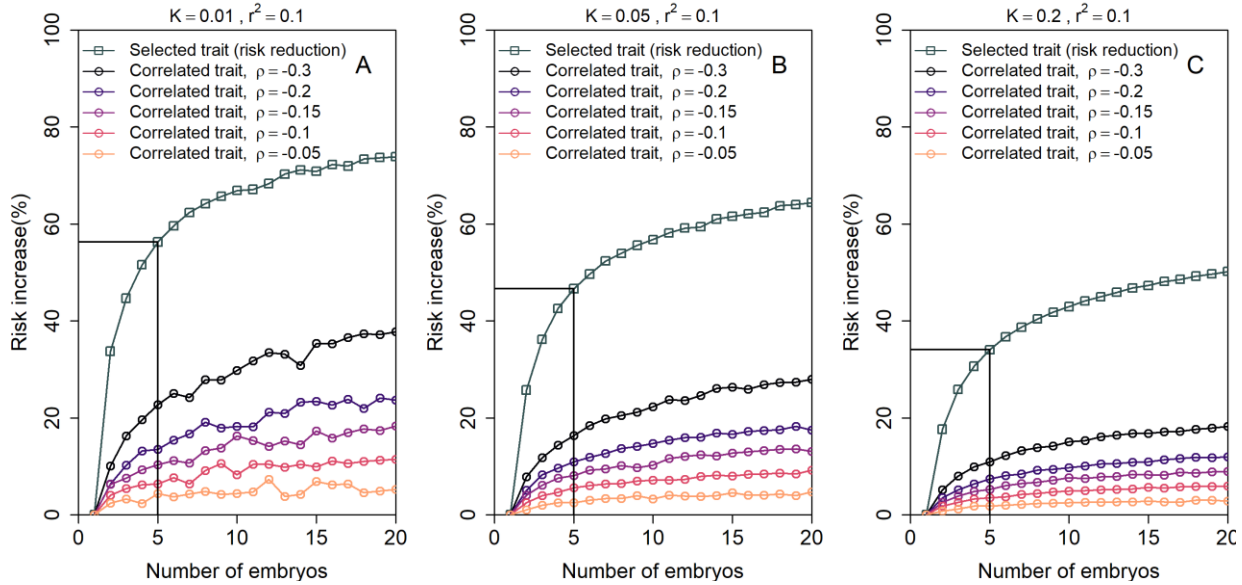 K = 0.01 , r² = 0.1
100
80
60
40
20
0
Risk increase(%)
Selected trait (risk reduction)
Correlated trait, ρ = -0.3
Correlated trait, ρ = -0.2
Correlated trait, ρ = -0.15
Correlated trait, ρ = -0.1
Correlated trait, ρ = -0.05
A
0 5 10 15 20
Number of embryos
K = 0.05 , r² = 0.1
100
80
60
40
20
0
Risk increase(%)
Selected trait (risk reduction)
Correlated trait, ρ = -0.3
Correlated trait, ρ = -0.2
Correlated trait, ρ = -0.15
Correlated trait, ρ = -0.1
Correlated trait, ρ = -0.05
B
0 5 10 15 20
Number of embryos
K = 0.2 , r² = 0.1
100
80
60
40
20
0
Risk increase(%)
Selected trait (risk reduction)
Correlated trait, ρ = -0.3
Correlated trait, ρ = -0.2
Correlated trait, ρ = -0.15
Correlated trait, ρ = -0.1
Correlated trait, ρ = -0.05
C
0 5 10 15 20
Number of embryos